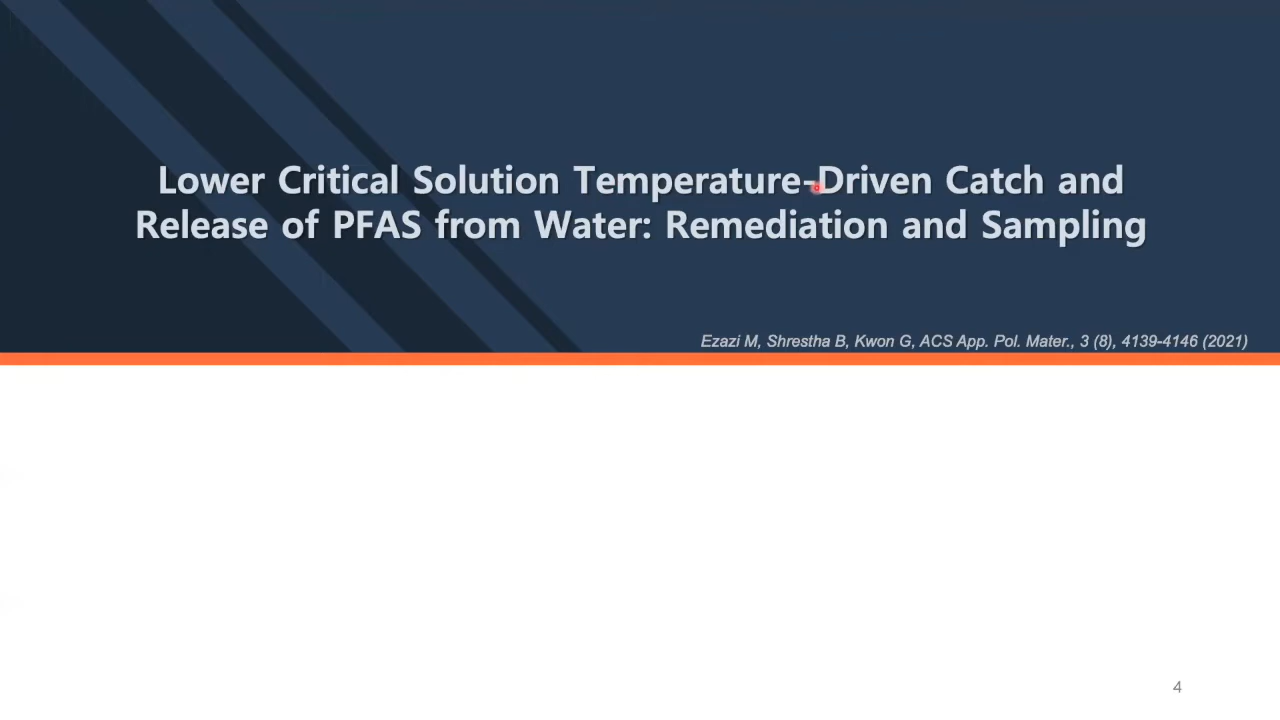 Lower Critical Solution Temperature-Driven Catch and
Release of PFAS from Water: Remediation and Sampling
Ezazi M, Shrestha B, Kwon G, ACS App. Pol. Mater., 3 (8), 4139-4146 (2021)
4